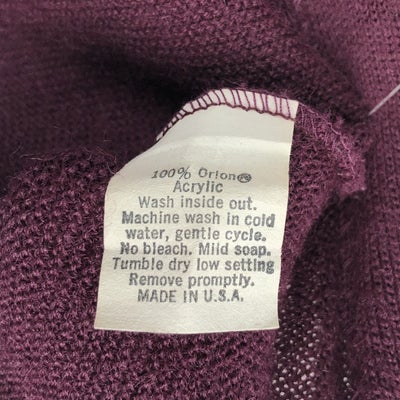 100% Orlon®
Acrylic
Wash inside out.
Machine wash in cold
water, gentle cycle.
No bleach. Mild soap.
Tumble dry low setting
Remove promptly.
MADE IN U.S.A.